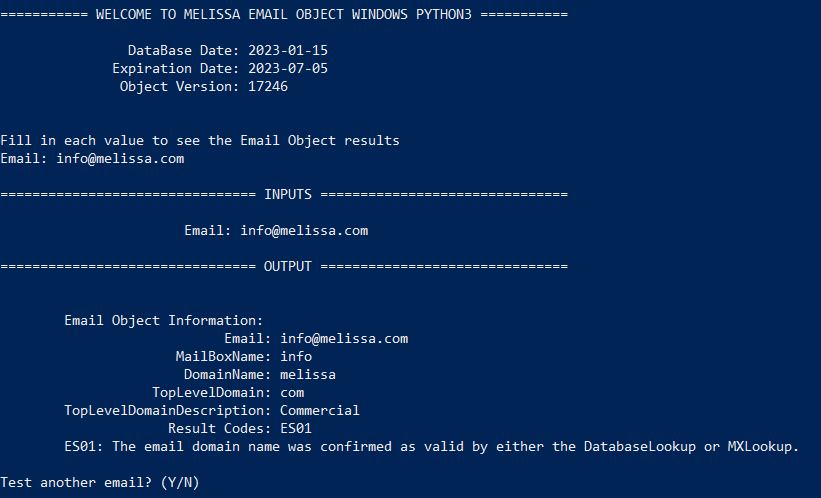 =========== WELCOME TO MELISSA EMAIL OBJECT WINDOWS PYTHON3 ===========
DataBase Date: 2023-01-15
Expiration Date: 2023-07-05
Object Version: 17246
Fill in each value to see the Email Object results
Email: info@melissa.com
================================ INPUTS ===============================
Email: info@melissa.com
================================ OUTPUT ===============================
Email Object Information:
Email: info@melissa.com
MailBoxName: info
DomainName: melissa
TopLevelDomain: com
TopLevelDomainDescription: Commercial
Result Codes: ES01
ES01: The email domain name was confirmed as valid by either the DatabaseLookup or MXLookup.
Test another email? (Y/N)